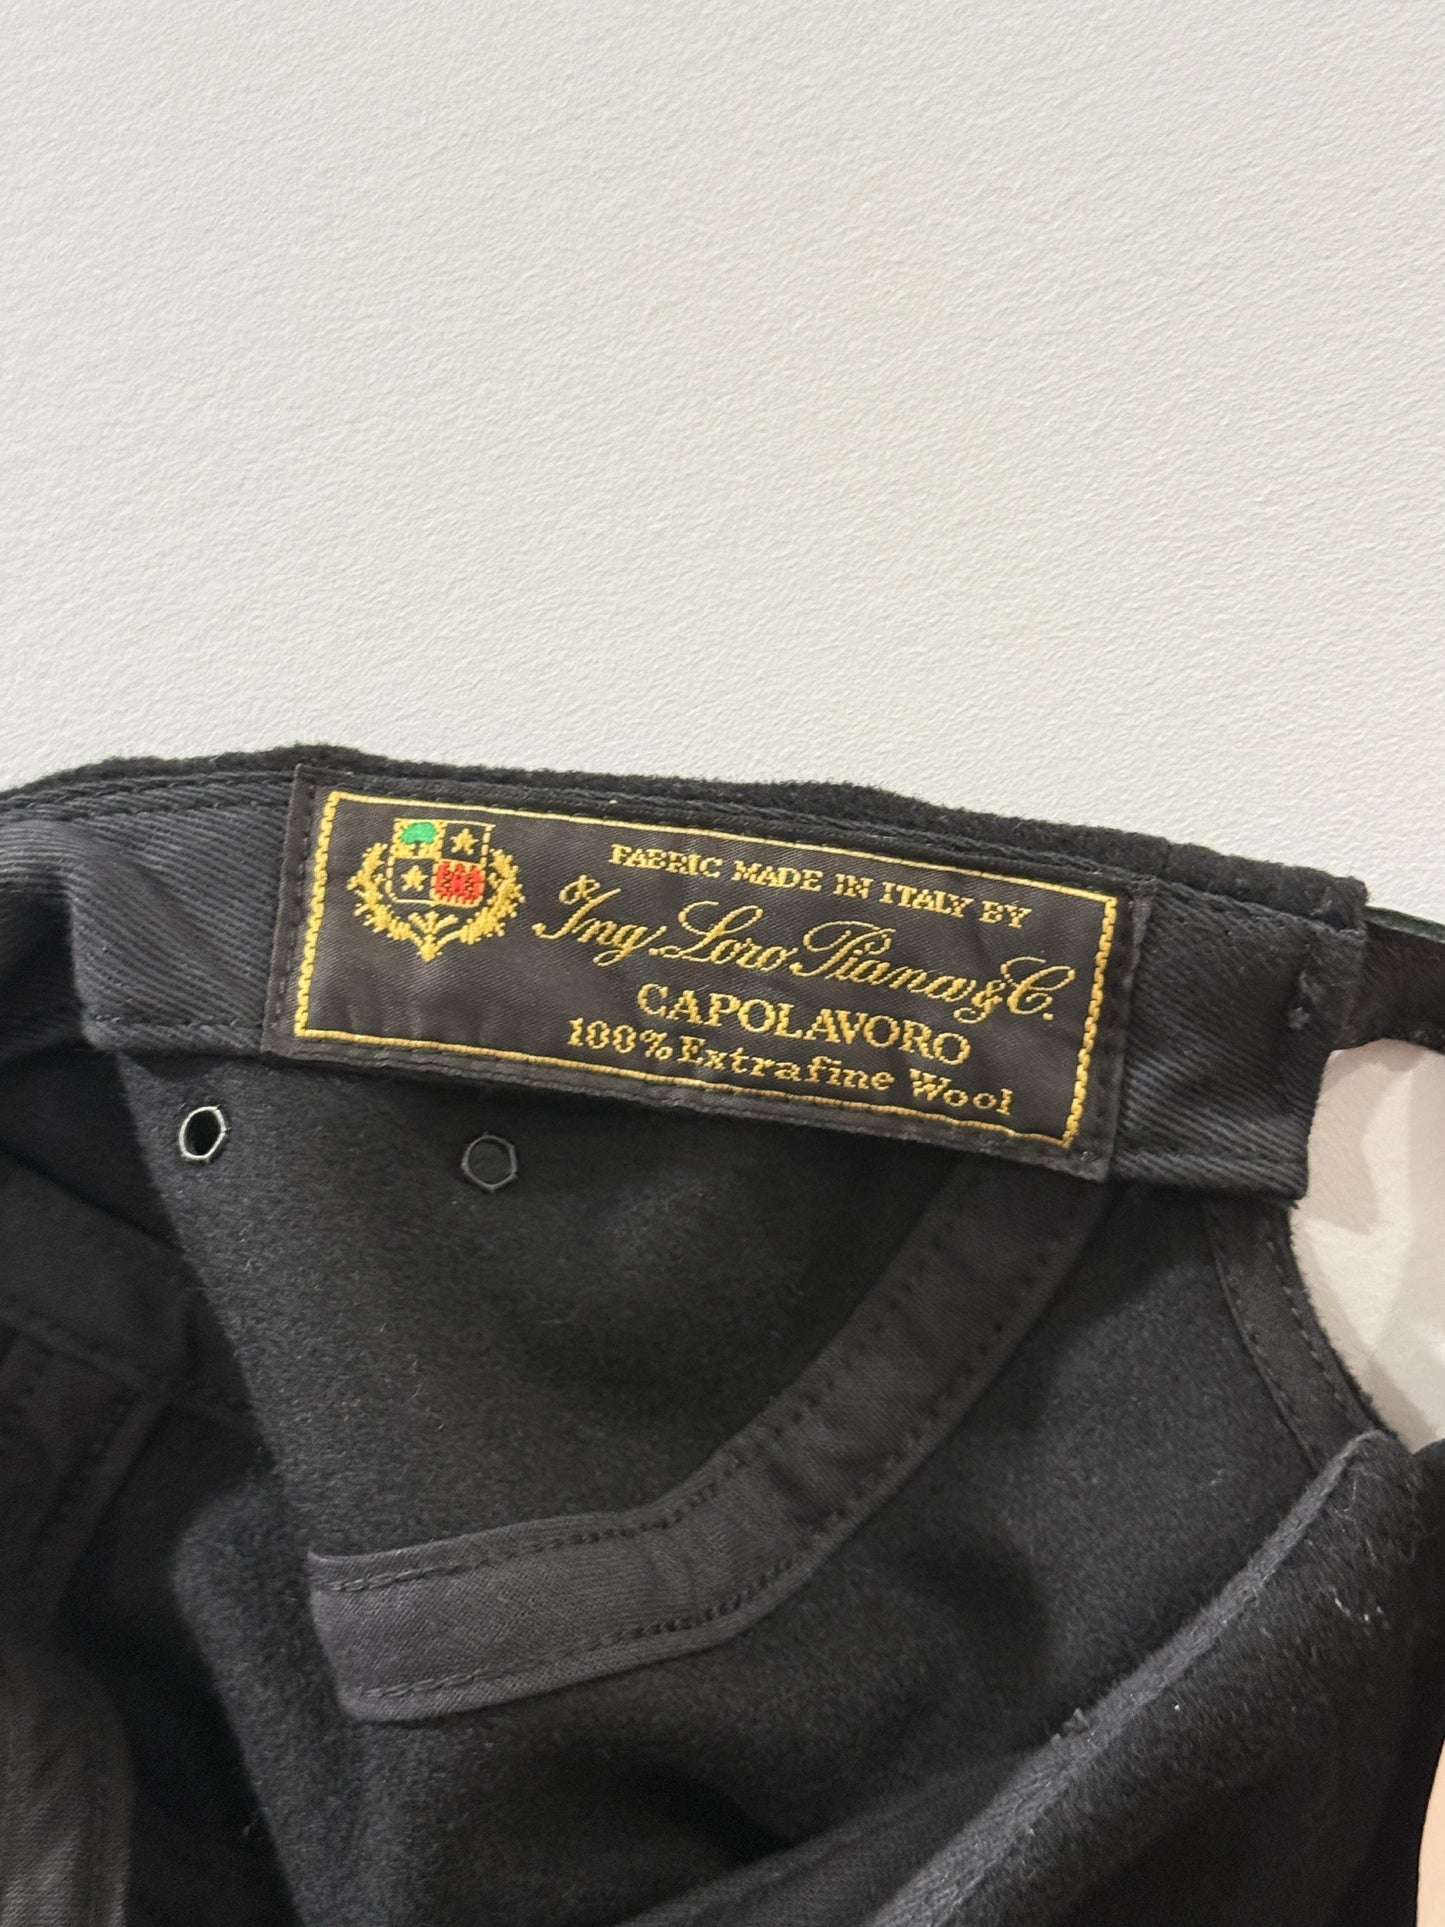 FABRIC MADE IN ITALY BY
Ing. Loro Piana & C.
CAPOLAVORO
100% Extrafine Wool